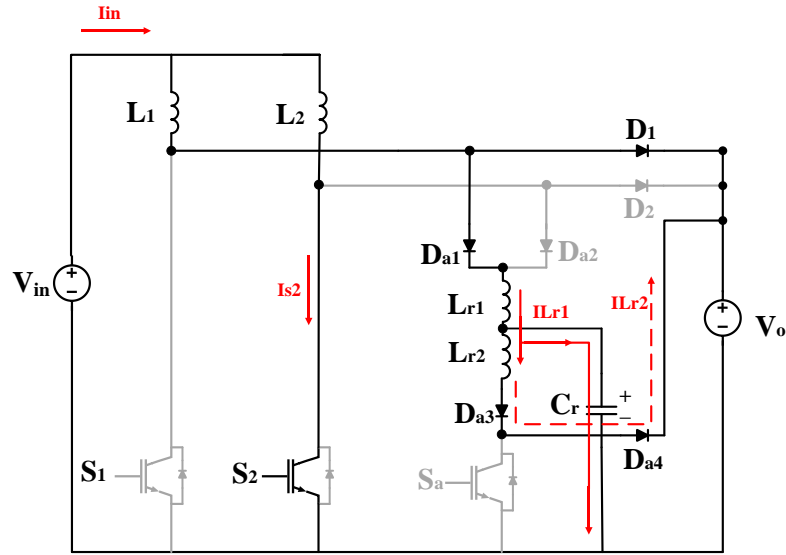 Iin
L1
L2
D1
D2
Da1
Da2
Vin
+
−
Is2
Lr1
ILr1
ILr2
+
−
Vo
Lr2
Da3
Cr
+
−
Da4
S1
S2
Sa